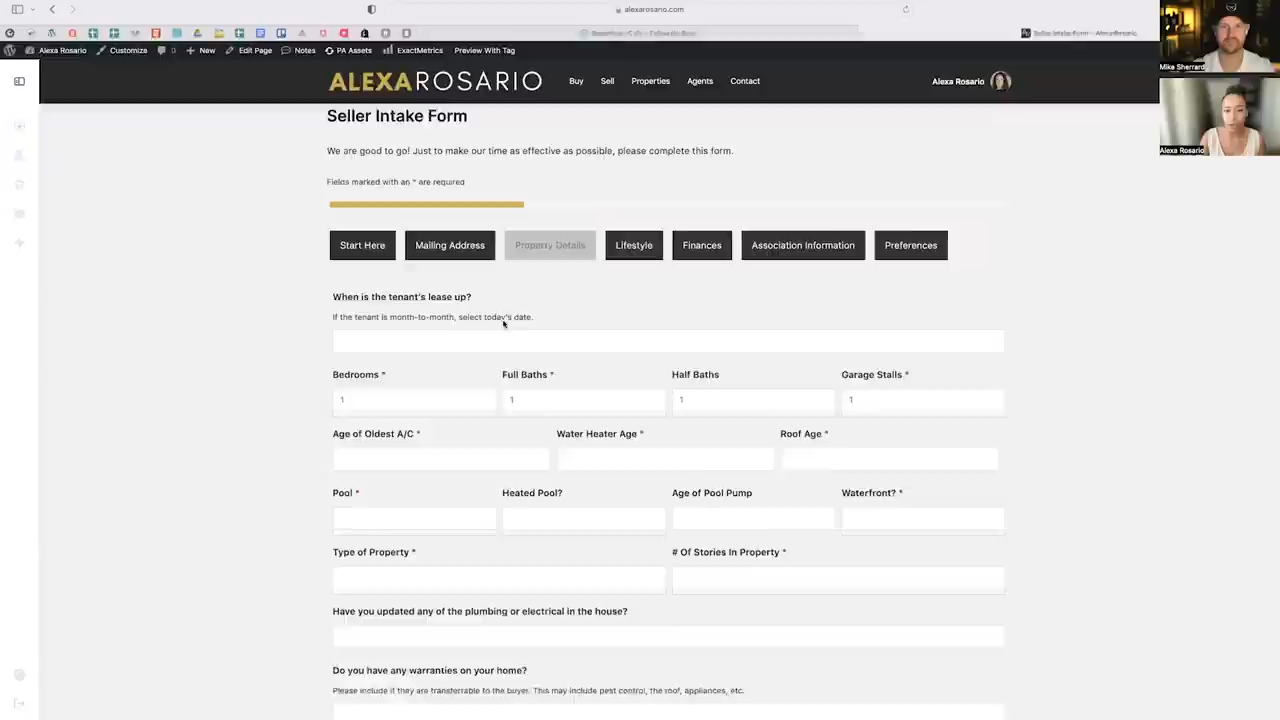 alexarosano.com
Alexa Rosario Customize 0 New Edit Page Notes PA Assets ExactMetrics Preview With Tag
Mike Sherrard
Alexa Rosario
ALEXAROSARIO
Buy Sell Properties Agents Contact
Alexa Rosario
Seller Intake Form
We are good to go! Just to make our time as effective as possible, please complete this form.
Fields marked with an * are required
Start Here Mailing Address Property Details Lifestyle Finances Association Information Preferences
When is the tenant's lease up?
If the tenant is month-to-month, select today's date.
Bedrooms * Full Baths * Half Baths Garage Stalls *
1 1 1 1
Age of Oldest A/C * Water Heater Age * Roof Age *
Pool * Heated Pool? Age of Pool Pump Waterfront? *
Type of Property * # Of Stories In Property *
Have you updated any of the plumbing or electrical in the house?
Do you have any warranties on your home?
Please include if they are transferrable to the buyer. This may include pest control, the roof, appliances, etc.